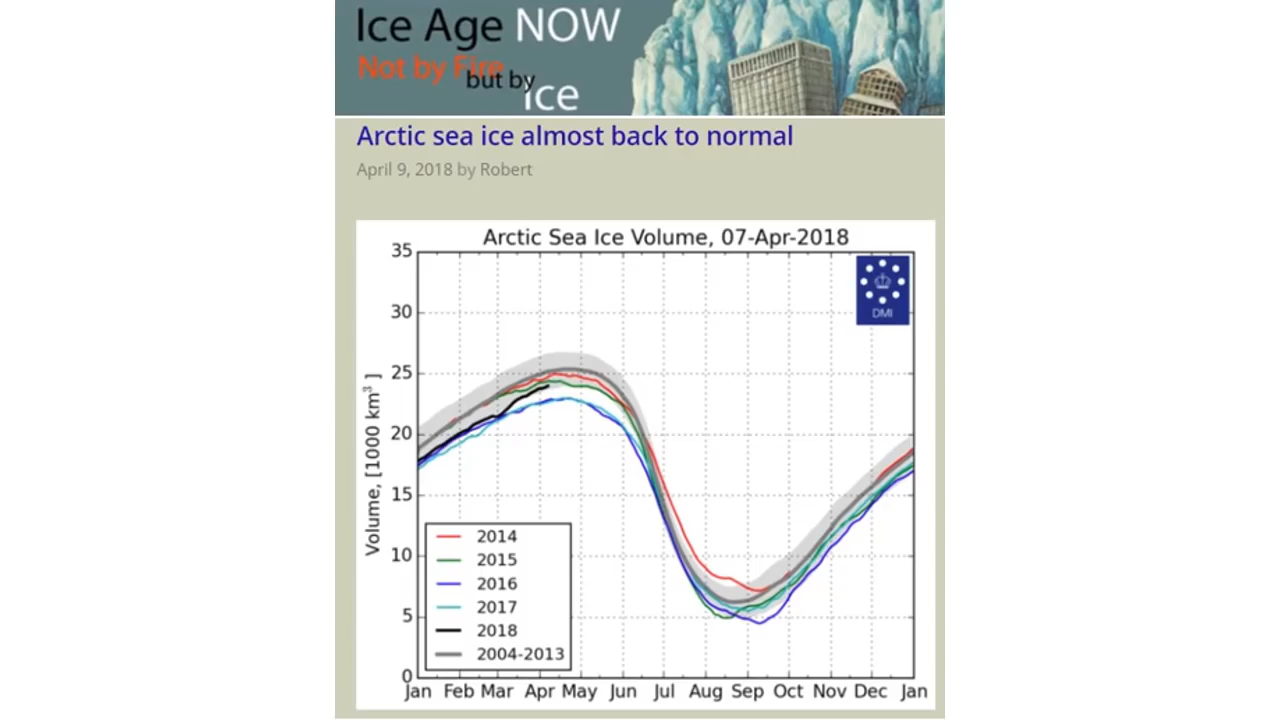 Ice Age NOW
Not by Fire
but by
ice
Arctic sea ice almost back to normal
April 9, 2018 by Robert
Arctic Sea Ice Volume, 07-Apr-2018
35
30
25
20
15
10
5
0
Volume, [1000 km³ ]
DMI
2014
2015
2016
2017
2018
2004-2013
Jan Feb Mar Apr May Jun Jul Aug Sep Oct Nov Dec Jan